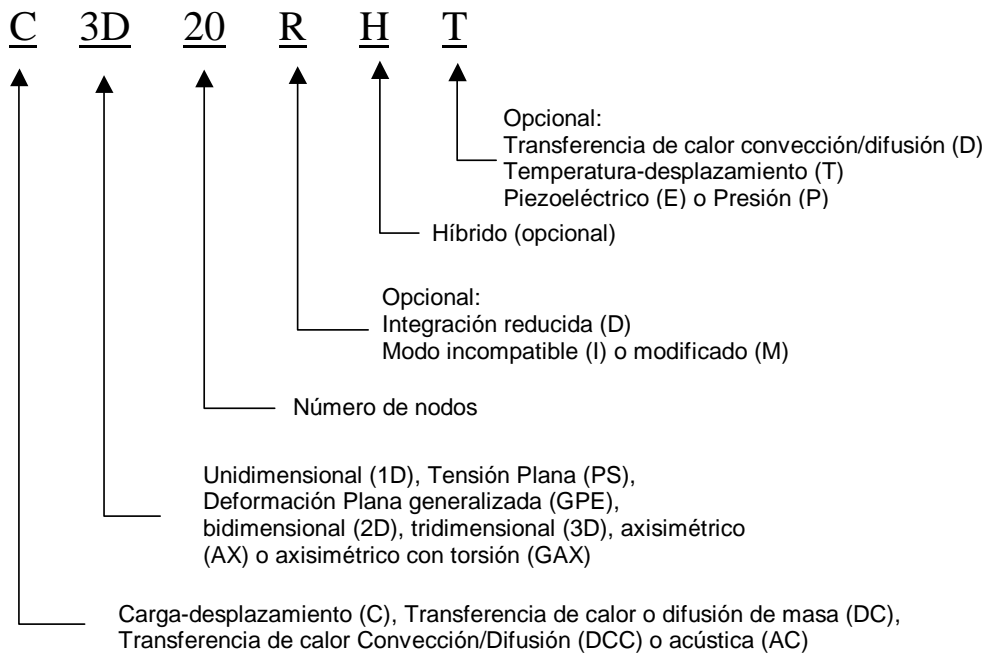 C 3D 20 R H T
Opcional:
Transferencia de calor convección/difusión (D)
Temperatura-desplazamiento (T)
Piezoeléctrico (E) o Presión (P)
Híbrido (opcional)
Opcional:
Integración reducida (D)
Modo incompatible (I) o modificado (M)
Número de nodos
Unidimensional (1D), Tensión Plana (PS),
Deformación Plana generalizada (GPE),
bidimensional (2D), tridimensional (3D), axisimétrico
(AX) o axisimétrico con torsión (GAX)
Carga-desplazamiento (C), Transferencia de calor o difusión de masa (DC),
Transferencia de calor Convección/Difusión (DCC) o acústica (AC)